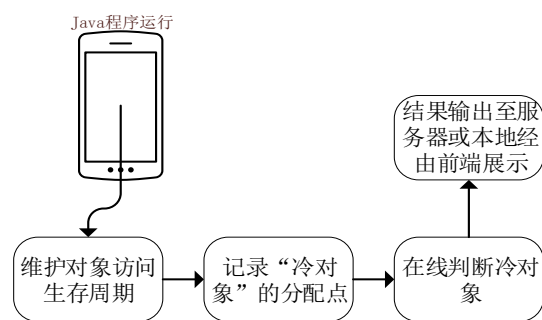 Java程序运行
结果输出至服
务器或本地经
由前端展示
维护对象访问
生存周期
记录“冷对
象”的分配点
在线判断冷对
象